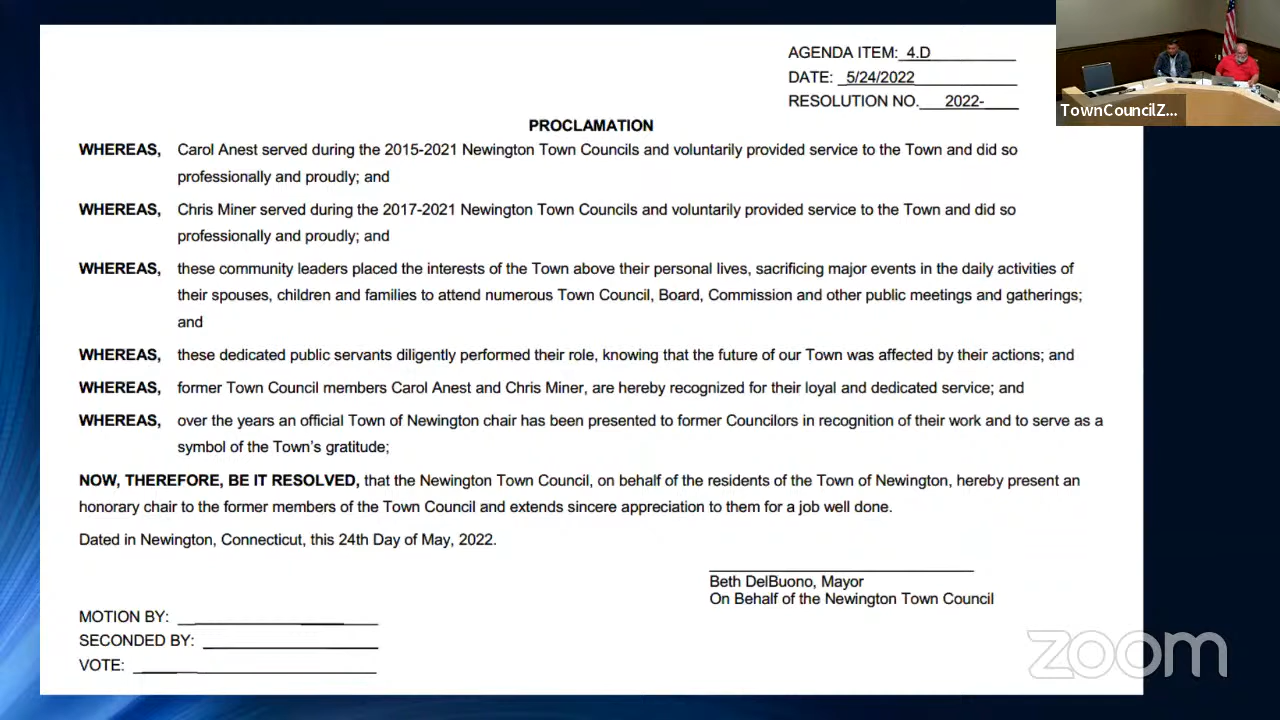 AGENDA ITEM: 4.D
DATE: 5/24/2022
RESOLUTION NO. 2022-
TownCouncilZ...
PROCLAMATION
WHEREAS, Carol Anest served during the 2015-2021 Newington Town Councils and voluntarily provided service to the Town and did so
professionally and proudly; and
WHEREAS, Chris Miner served during the 2017-2021 Newington Town Councils and voluntarily provided service to the Town and did so
professionally and proudly; and
WHEREAS, these community leaders placed the interests of the Town above their personal lives, sacrificing major events in the daily activities of
their spouses, children and families to attend numerous Town Council, Board, Commission and other public meetings and gatherings;
and
WHEREAS, these dedicated public servants diligently performed their role, knowing that the future of our Town was affected by their actions; and
WHEREAS, former Town Council members Carol Anest and Chris Miner, are hereby recognized for their loyal and dedicated service; and
WHEREAS, over the years an official Town of Newington chair has been presented to former Councilors in recognition of their work and to serve as a
symbol of the Town's gratitude;
NOW, THEREFORE, BE IT RESOLVED, that the Newington Town Council, on behalf of the residents of the Town of Newington, hereby present an
honorary chair to the former members of the Town Council and extends sincere appreciation to them for a job well done.
Dated in Newington, Connecticut, this 24th Day of May, 2022.
Beth DelBuono, Mayor
On Behalf of the Newington Town Council
MOTION BY:
SECONDED BY:
VOTE:
zoom